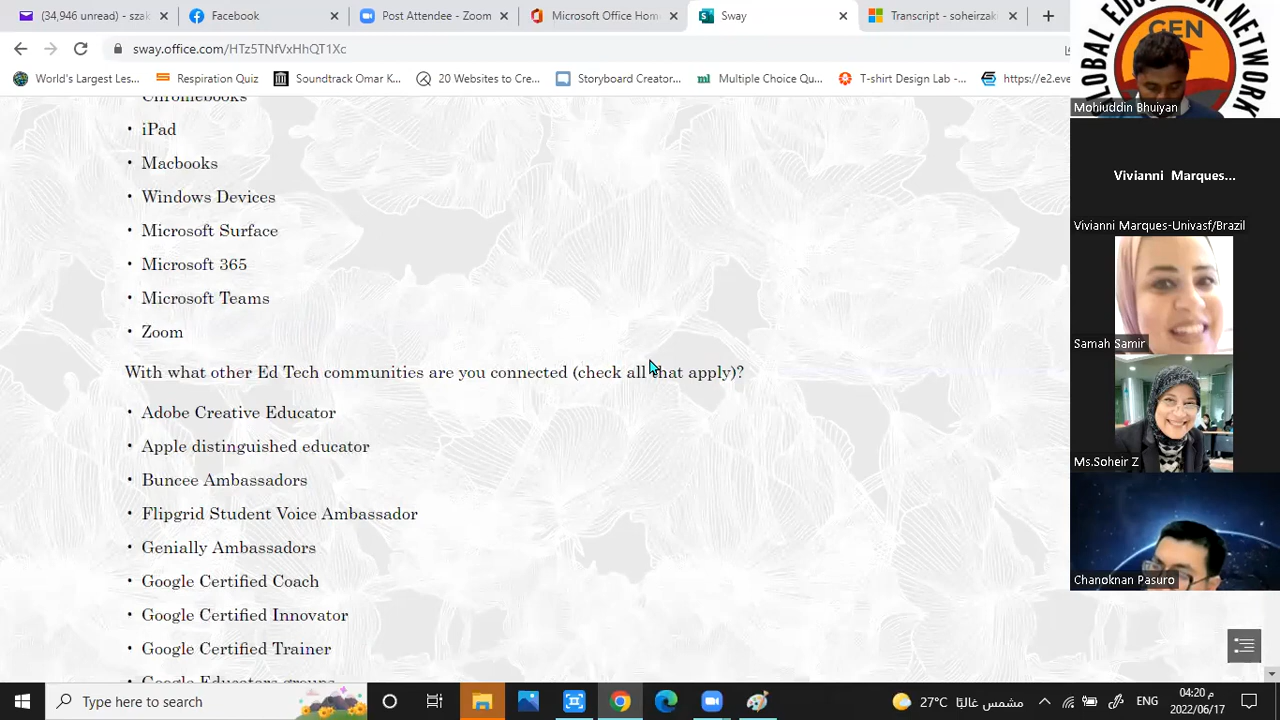 (34,946 unread) - szak
Facebook
Post Attendee - Zoom
Microsoft Office Hom
Sway
Transcript - soheirzaki
sway.office.com/HTz5TNfVxHhQT1Xc
World's Largest Les...
Respiration Quiz
Soundtrack Omar K...
20 Websites to Cre...
Storyboard Creator...
Multiple Choice Qu...
T-shirt Design Lab -...
https://e2.eve
GLOBAL EDUCATION NETWORK
GEN
Mohiuddin Bhuiyan
Chromebooks
• iPad
• Macbooks
• Windows Devices
• Microsoft Surface
• Microsoft 365
• Microsoft Teams
• Zoom
With what other Ed Tech communities are you connected (check all that apply)?
• Adobe Creative Educator
• Apple distinguished educator
• Buncee Ambassadors
• Flipgrid Student Voice Ambassador
• Genially Ambassadors
• Google Certified Coach
• Google Certified Innovator
• Google Certified Trainer
Google Educators groups
Vivianni Marques...
Vivianni Marques-Univasf/Brazil
Samah Samir
Ms.Soheir Z
Chanoknan Pasuro
Type here to search
27°C مشمس غالبًا
ENG
04:20 م
2022/06/17